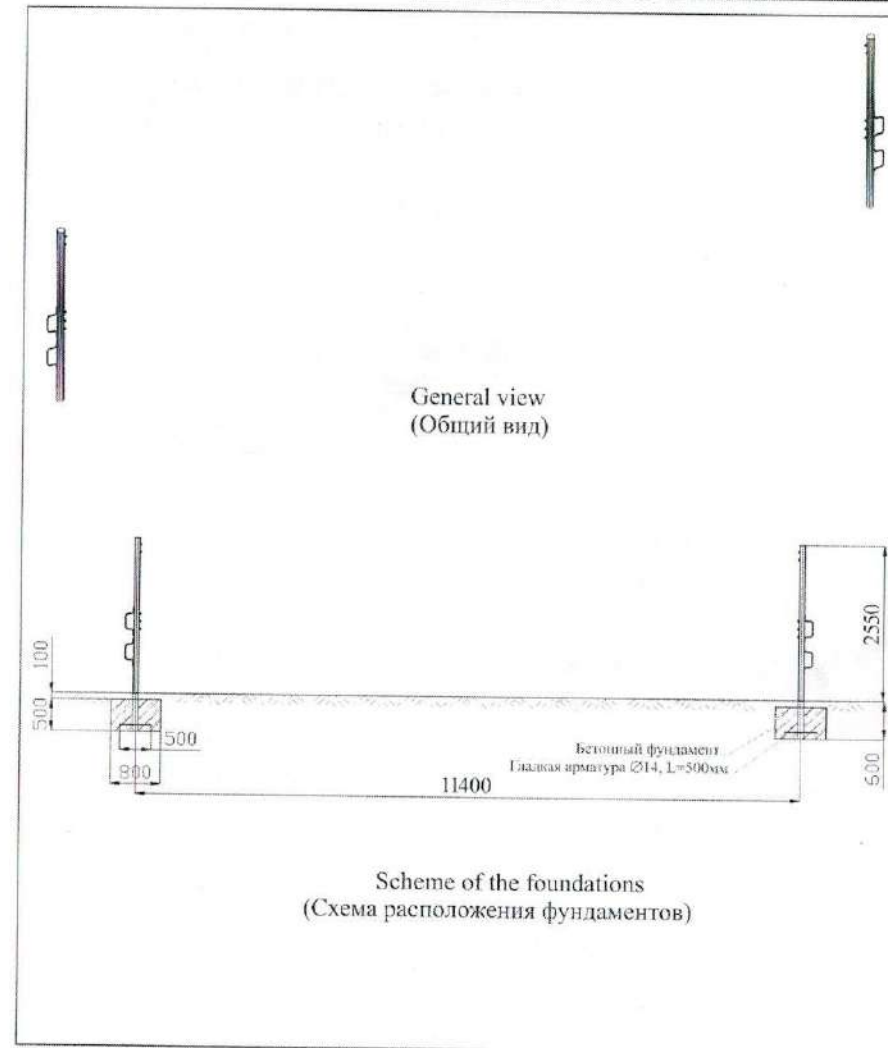 General view
(Общий вид)
2550
100
500
500
800
Бетонный фундамент
Гладкая арматура Ø14, L=500мм
600
11400
Scheme of the foundations
(Схема расположения фундаментов)